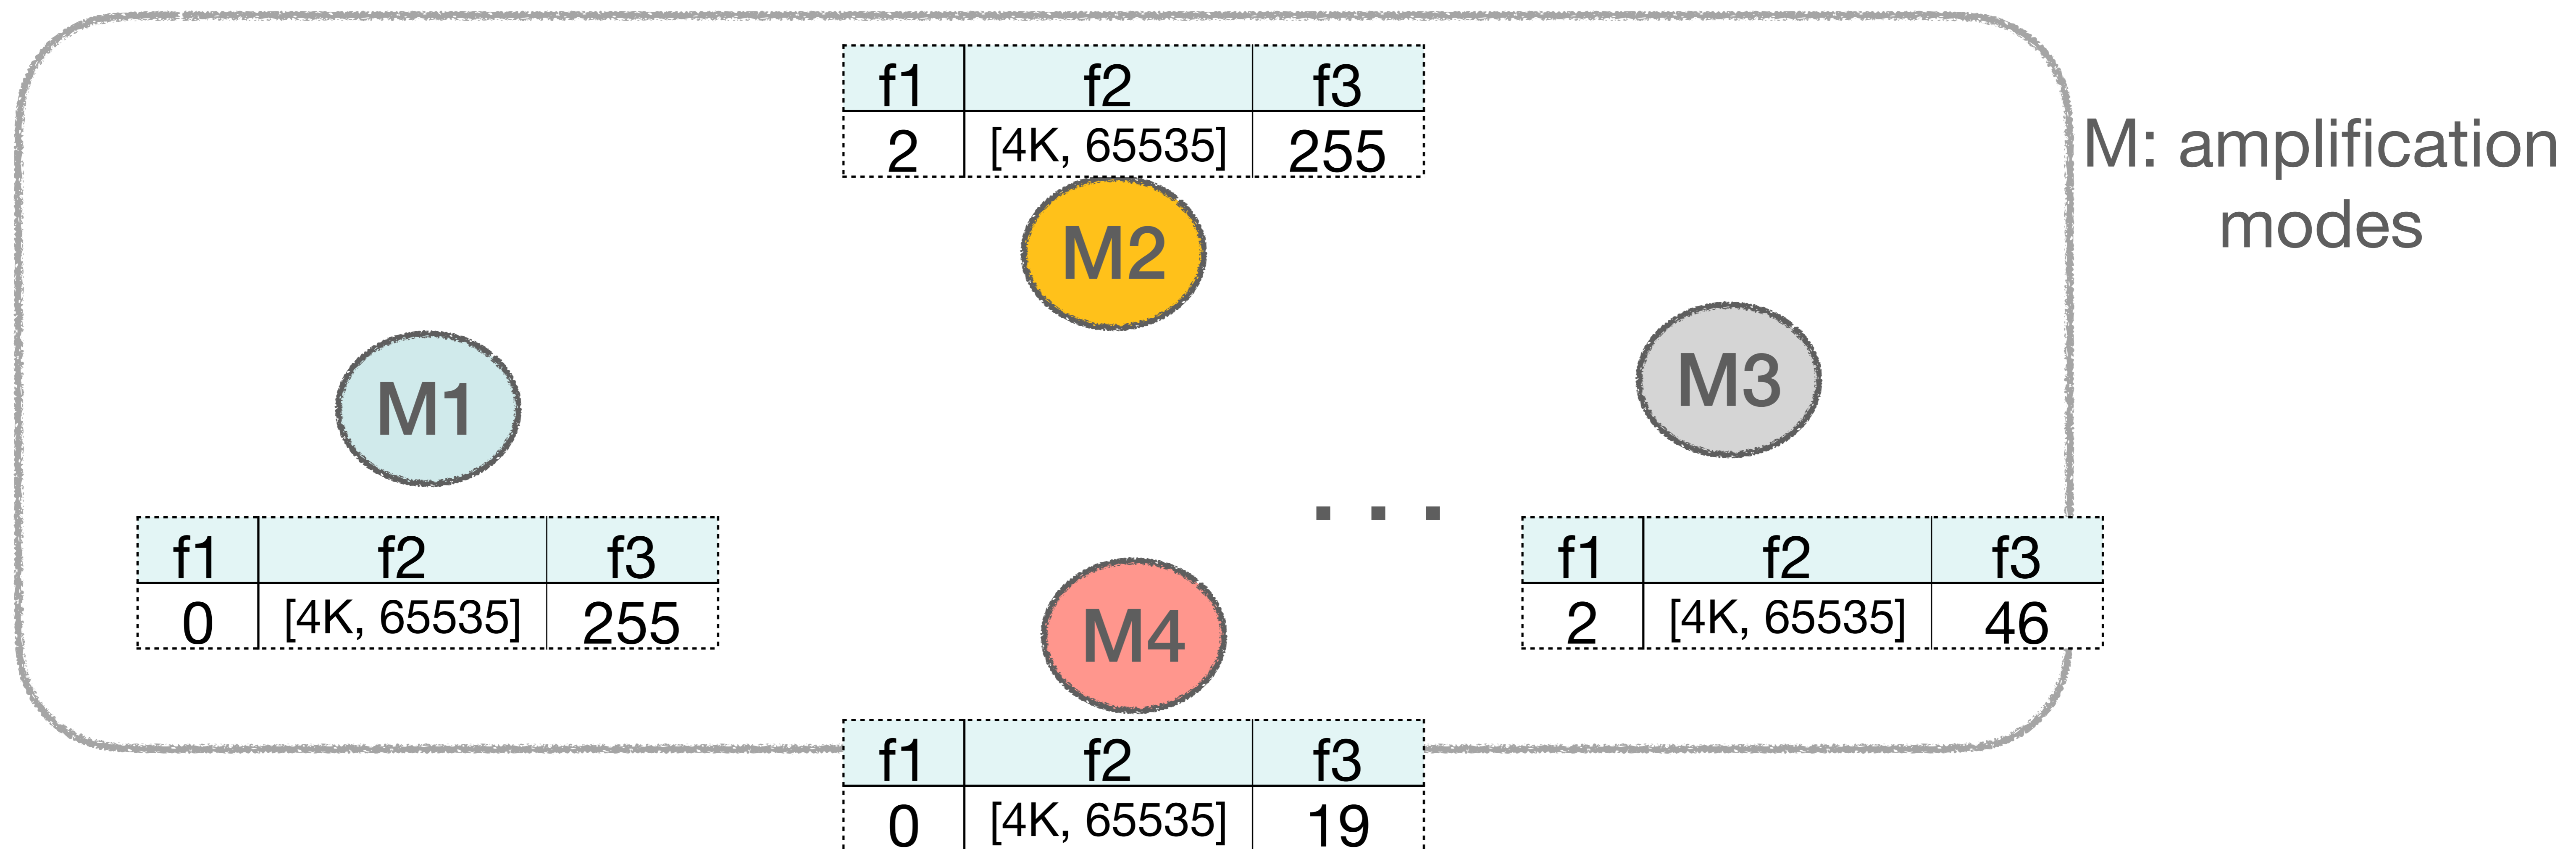 f1 f2 f3
2 [4K, 65535] 255
M: amplification
modes
M2
M1
M3
. . .
f1 f2 f3
0 [4K, 65535] 255
f1 f2 f3
2 [4K, 65535] 46
M4
f1 f2 f3
0 [4K, 65535] 19